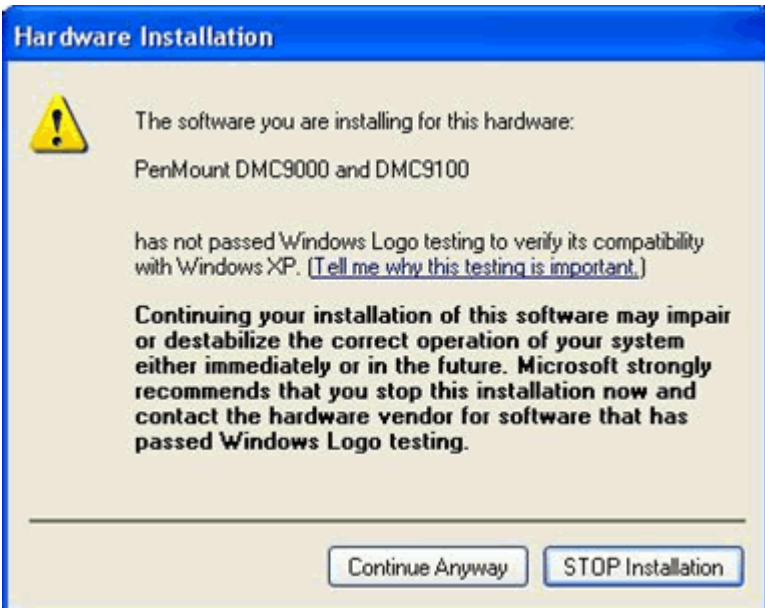 Hardware Installation
The software you are installing for this hardware:
PenMount DMC9000 and DMC9100
has not passed Windows Logo testing to verify its compatibility
with Windows XP. (Tell me why this testing is important.)
Continuing your installation of this software may impair
or destabilize the correct operation of your system
either immediately or in the future. Microsoft strongly
recommends that you stop this installation now and
contact the hardware vendor for software that has
passed Windows Logo testing.
Continue Anyway
STOP Installation